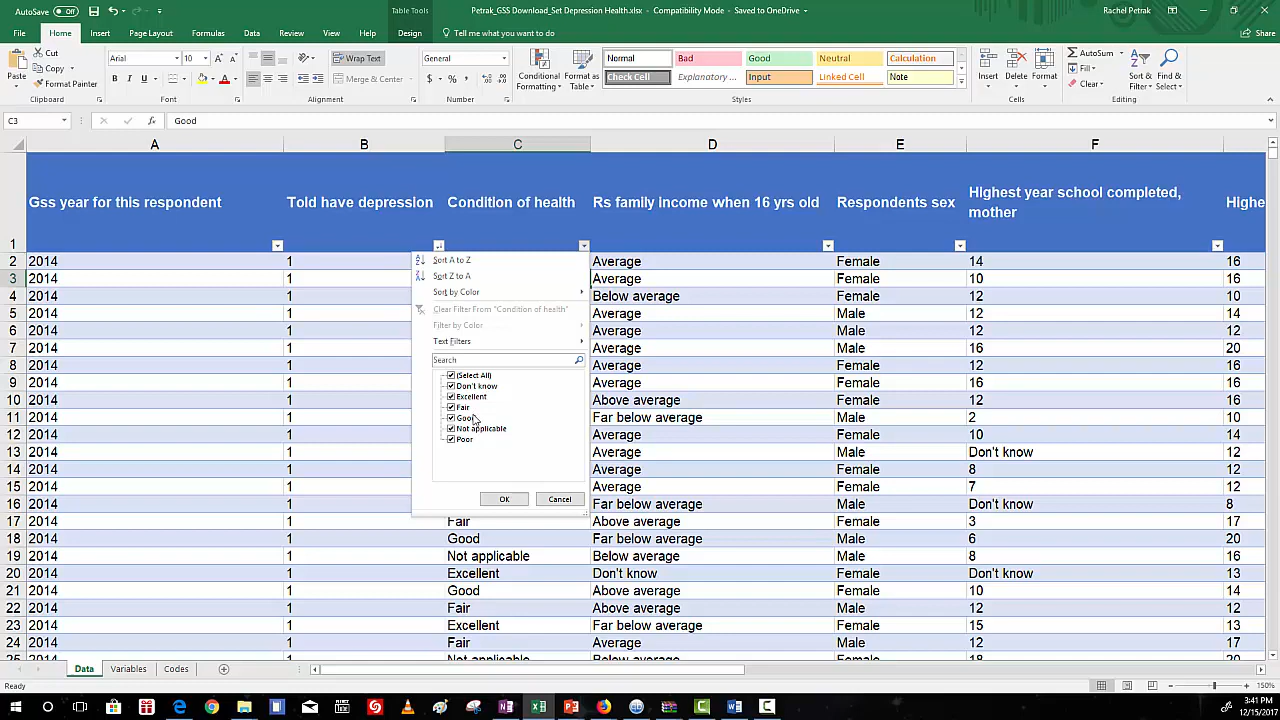 AutoSave Off
Table Tools
Petrak_GSS Download_Set Depression Health.xlsx - Compatibility Mode - Saved to OneDrive
Rachel Petrak
File Home Insert Page Layout Formulas Data Review View Help Design Tell me what you want to do Share
Paste
Cut
Copy
Format Painter
Clipboard
Arial 10
B I U
Font
Wrap Text
Merge & Center
Alignment
General
$ % ,
Number
Conditional Formatting
Format as Table
Normal Bad Good Neutral Calculation
Check Cell Explanatory ... Input Linked Cell Note
Styles
Insert Delete Format
Cells
AutoSum
Fill
Clear
Sort & Filter
Find & Select
Editing
C3 fx Good
A B C D E F
1 Gss year for this respondent Told have depression Condition of health Rs family income when 16 yrs old Respondents sex Highest year school completed, mother Highe
2 2014 1 Average Female 14 16
3 2014 1 Average Female 10 16
4 2014 1 Below average Female 12 10
5 2014 1 Average Male 12 14
6 2014 1 Average Female 12 12
7 2014 1 Average Male 16 20
8 2014 1 Average Female 12 12
9 2014 1 Average Female 16 16
10 2014 1 Above average Female 12 12
11 2014 1 Far below average Male 2 10
12 2014 1 Average Female 10 14
13 2014 1 Average Male Don't know 12
14 2014 1 Average Female 8 12
15 2014 1 Average Female 7 12
16 2014 1 Far below average Male Don't know 8
17 2014 1 Fair Above average Female 3 17
18 2014 1 Good Far below average Male 6 20
19 2014 1 Not applicable Below average Male 8 16
20 2014 1 Excellent Don't know Female Don't know 13
21 2014 1 Good Above average Female 10 14
22 2014 1 Fair Above average Male 12 12
23 2014 1 Excellent Far below average Female 15 13
24 2014 1 Fair Average Male 12 17
25 2014 1 Not applicable Below average Female 18 16
Sort A to Z
Sort Z to A
Sort by Color
Clear Filter From "Condition of health"
Filter by Color
Text Filters
Search
(Select All)
Don't know
Excellent
Fair
Good
Not applicable
Poor
OK Cancel
Data Variables Codes
Ready 150%
3:41 PM
12/15/2017